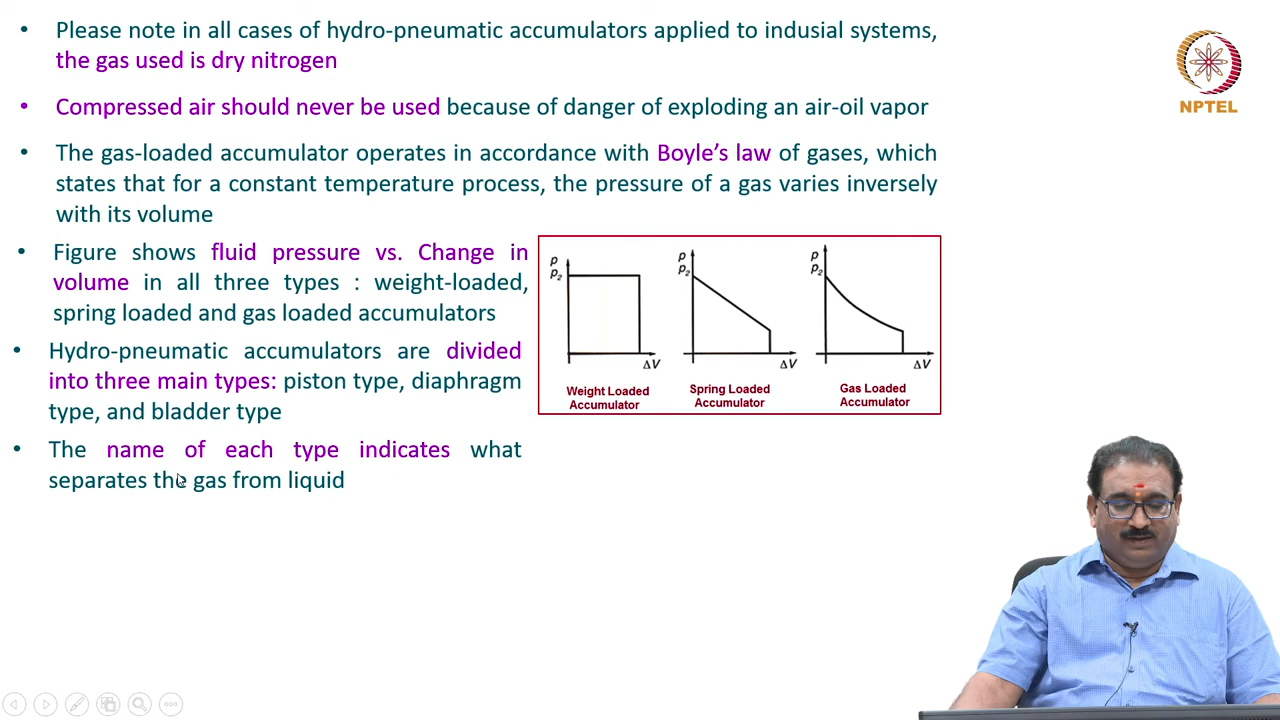 Please note in all cases of hydro-pneumatic accumulators applied to indusial systems,
the gas used is dry nitrogen
Compressed air should never be used because of danger of exploding an air-oil vapor
The gas-loaded accumulator operates in accordance with Boyle's law of gases, which
states that for a constant temperature process, the pressure of a gas varies inversely
with its volume
Figure shows fluid pressure vs. Change in
volume in all three types : weight-loaded,
spring loaded and gas loaded accumulators
Hydro-pneumatic accumulators are divided
into three main types: piston type, diaphragm
type, and bladder type
The name of each type indicates what
separates the gas from liquid
P
P2
ΔV
Weight Loaded
Accumulator
P
P2
ΔV
Spring Loaded
Accumulator
P
P2
ΔV
Gas Loaded
Accumulator
NPTEL